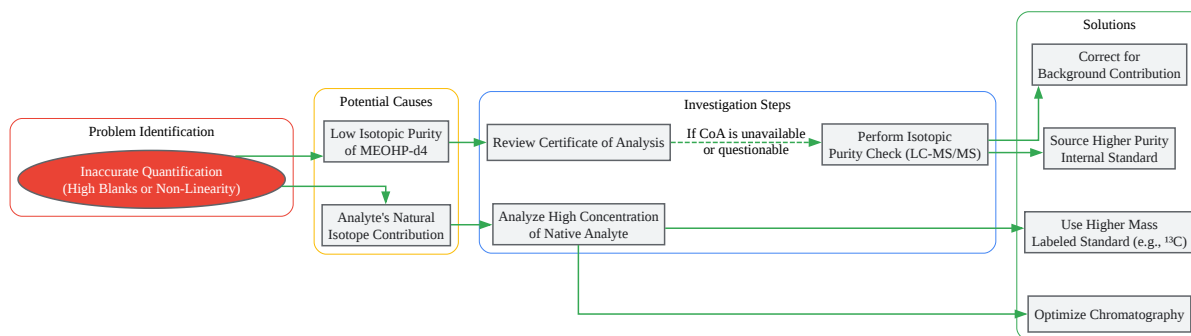 Solutions
Correct for
Background Contribution
Potential Causes
Investigation Steps
Problem Identification
Low Isotopic Purity
of MEOHP-d4
Review Certificate of Analysis
If CoA is unavailable
or questionable
Perform Isotopic
Purity Check (LC-MS/MS)
Source Higher Purity
Internal Standard
Inaccurate Quantification
(High Blanks or Non-Linearity)
Analyte's Natural
Isotope Contribution
Analyze High Concentration
of Native Analyte
Use Higher Mass
Labeled Standard (e.g., ¹³C)
Optimize Chromatography